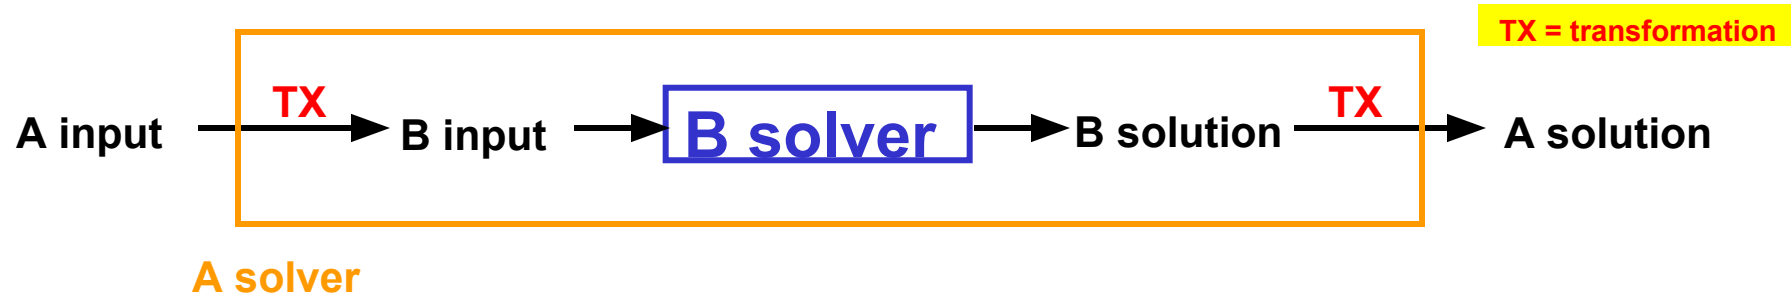 TX = transformation
TX
TX
A input
B input
B solver
B solution
A solution
A solver